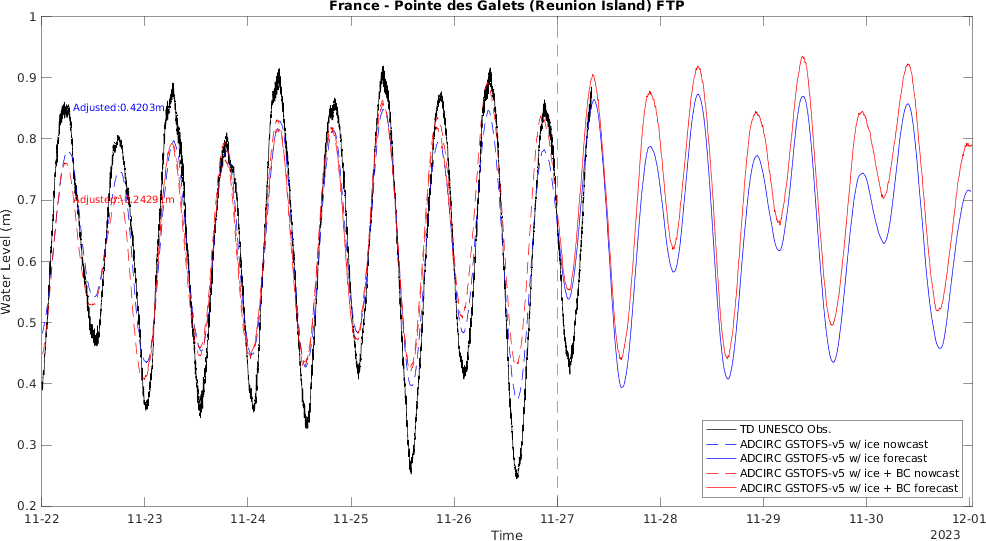 France - Pointe des Galets (Reunion Island) FTP
Water Level (m)
1
0.9
0.8
0.7
0.6
0.5
0.4
0.3
0.2
Adjusted:0.4203m
TD UNESCO Obs.
ADCIRC GSTOFS-v5 w/ ice nowcast
ADCIRC GSTOFS-v5 w/ ice forecast
ADCIRC GSTOFS-v5 w/ ice + BC nowcast
ADCIRC GSTOFS-v5 w/ ice + BC forecast
11-22
11-23
11-24
11-25
11-26
11-27
11-28
11-29
11-30
12-01
Time
2023